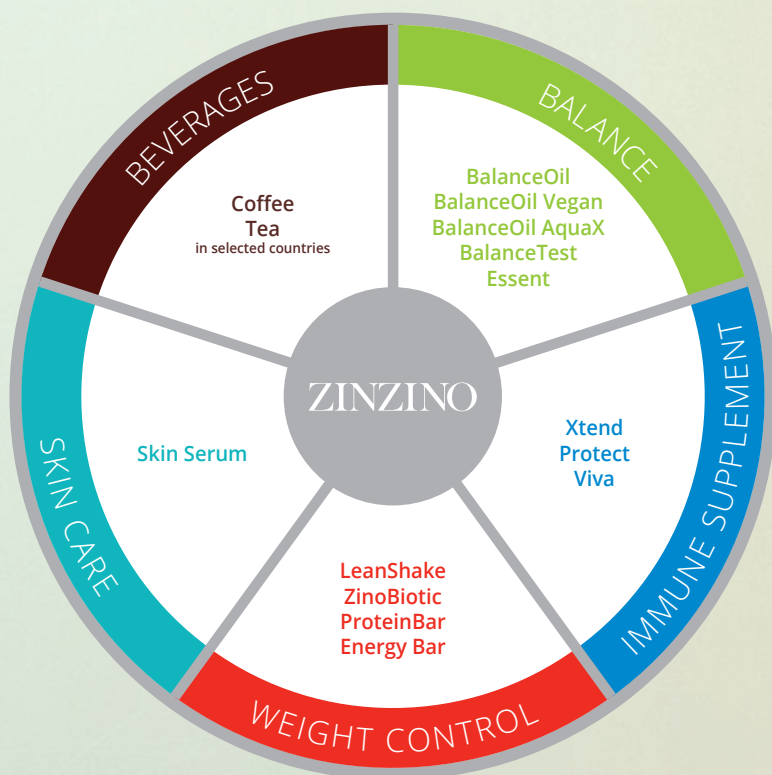 BEVERAGES
Coffee
Tea
in selected countries
BALANCE
BalanceOil
BalanceOil Vegan
BalanceOil AquaX
BalanceTest
Essent
ZINZINO
SKIN CARE
Skin Serum
IMMUNE SUPPLEMENT
Xtend
Protect
Viva
LeanShake
ZinoBiotic
ProteinBar
Energy Bar
WEIGHT CONTROL